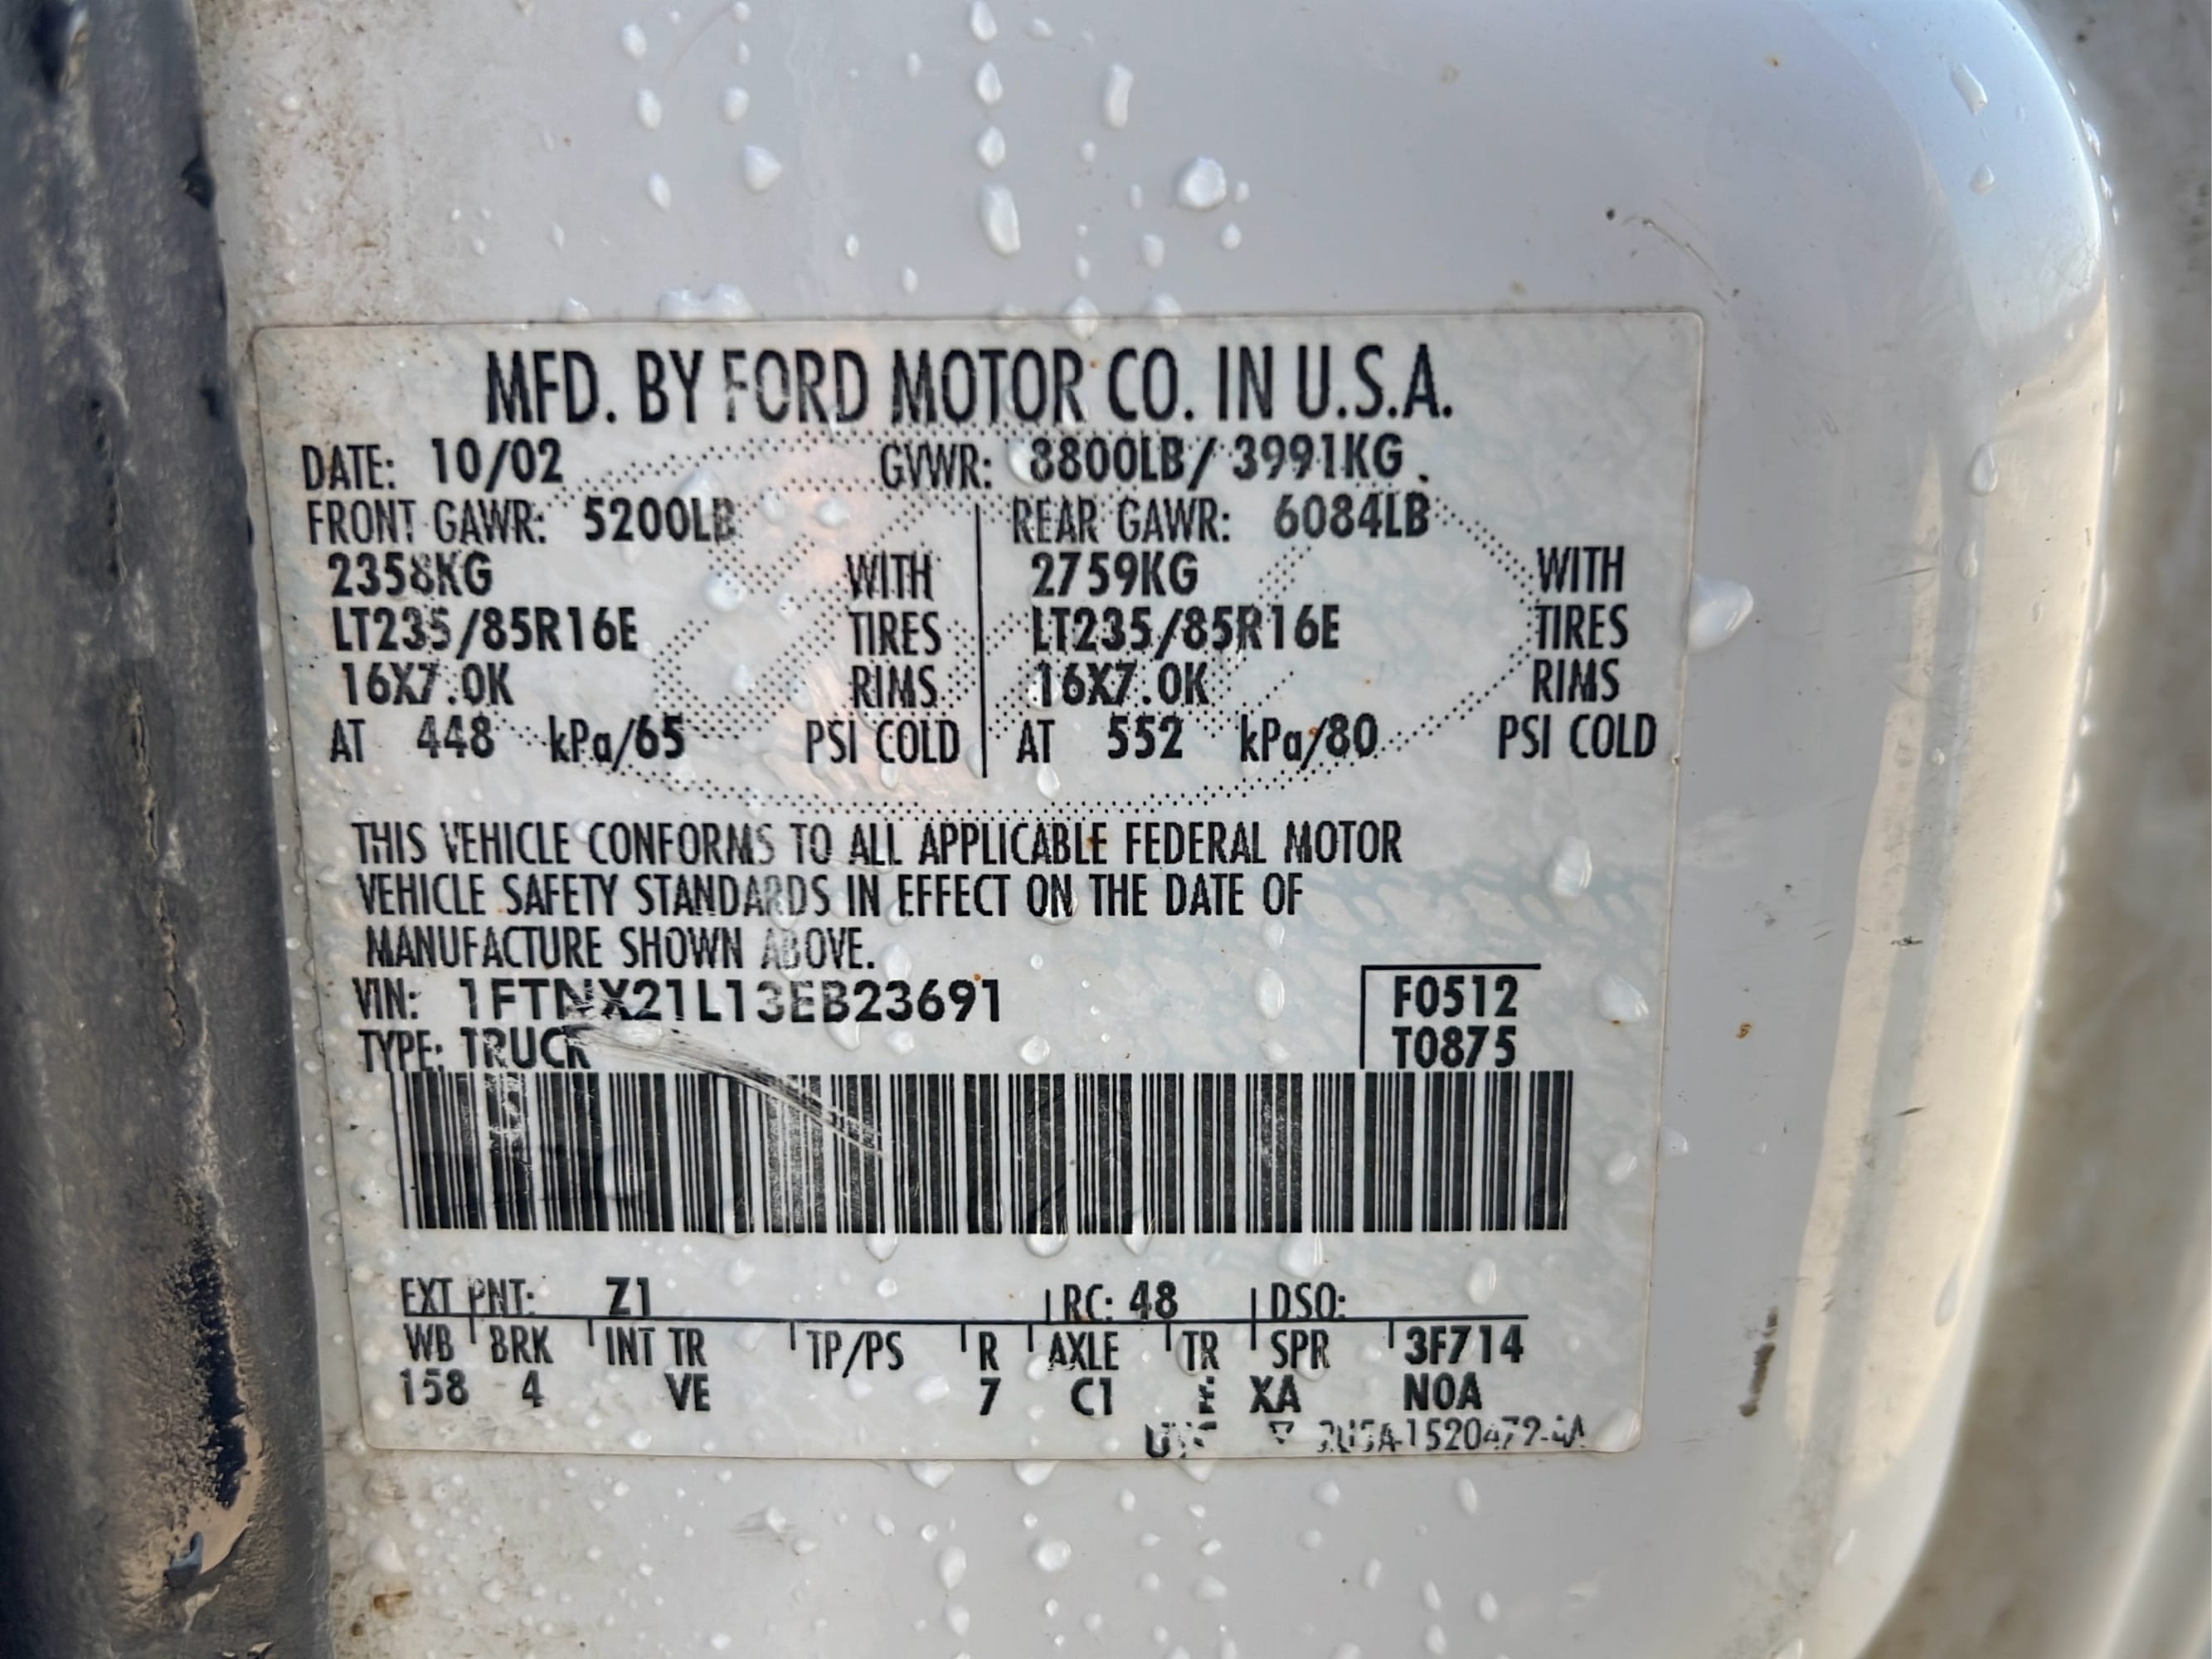 MFD. BY FORD MOTOR CO. IN U.S.A.
DATE: 10/02 GVWR: 8800LB/ 3991KG
FRONT GAWR: 5200LB REAR GAWR: 6084LB
2358KG WITH 2759KG WITH
LT235/85R16E TIRES LT235/85R16E TIRES
16X7.0K RIMS 16X7.0K RIMS
AT 448 kPa/65 PSI COLD AT 552 kPa/80 PSI COLD
THIS VEHICLE CONFORMS TO ALL APPLICABLE FEDERAL MOTOR
VEHICLE SAFETY STANDARDS IN EFFECT ON THE DATE OF
MANUFACTURE SHOWN ABOVE.
VIN: 1FTNX21L13EB23691 F0512
TYPE: TRUCK T0875
EXT PNT: Z1 RC: 48 DSO:
WB BRK INT TR TP/PS R AXLE TR SPR 3F714
158 4 VE 7 C1 E XA N0A